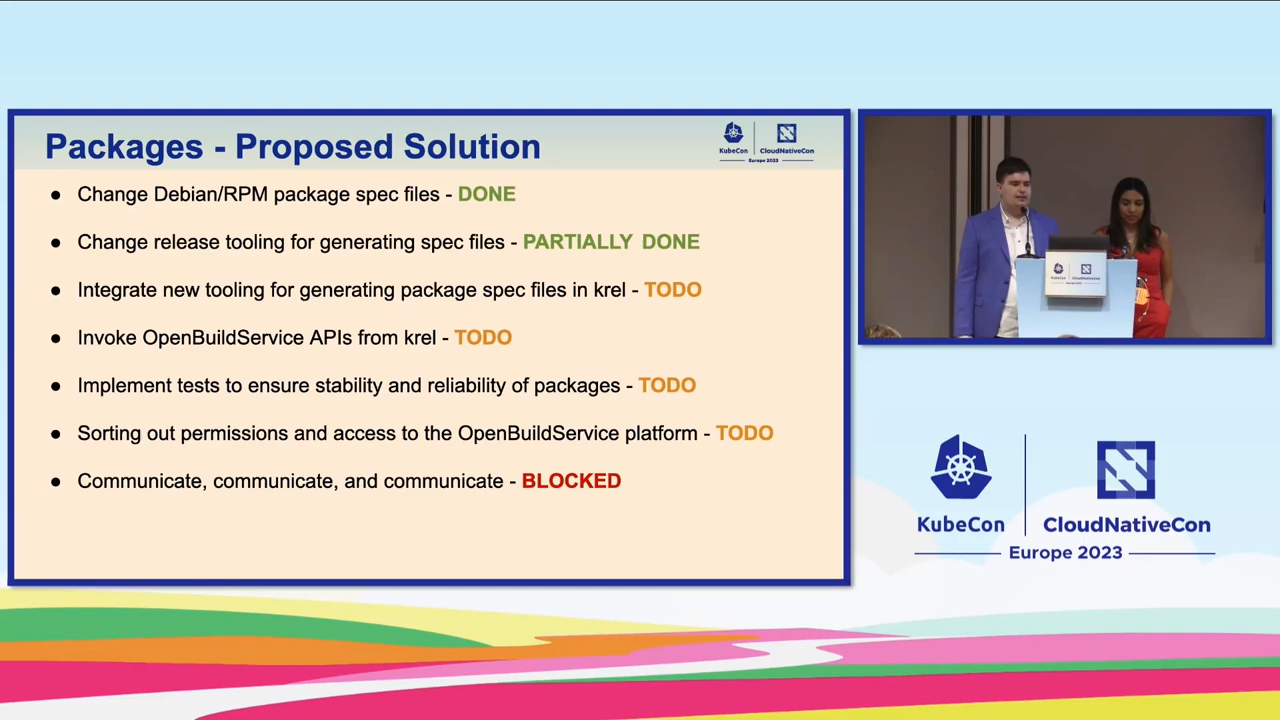 Packages - Proposed Solution
KubeCon
CloudNativeCon
Europe 2023
● Change Debian/RPM package spec files - DONE
● Change release tooling for generating spec files - PARTIALLY DONE
● Integrate new tooling for generating package spec files in krel - TODO
● Invoke OpenBuildService APIs from krel - TODO
● Implement tests to ensure stability and reliability of packages - TODO
● Sorting out permissions and access to the OpenBuildService platform - TODO
● Communicate, communicate, and communicate - BLOCKED
KubeCon
CloudNativeCon
KubeCon
CloudNativeCon
Europe 2023